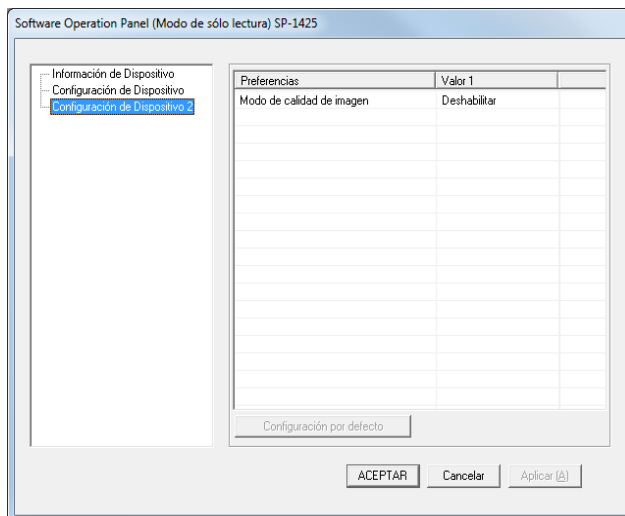 Software Operation Panel (Modo de sólo lectura) SP-1425
Información de Dispositivo
Configuración de Dispositivo
Configuración de Dispositivo 2
Preferencias Valor 1
Modo de calidad de imagen Deshabilitar
Configuración por defecto
ACEPTAR Cancelar Aplicar (A)